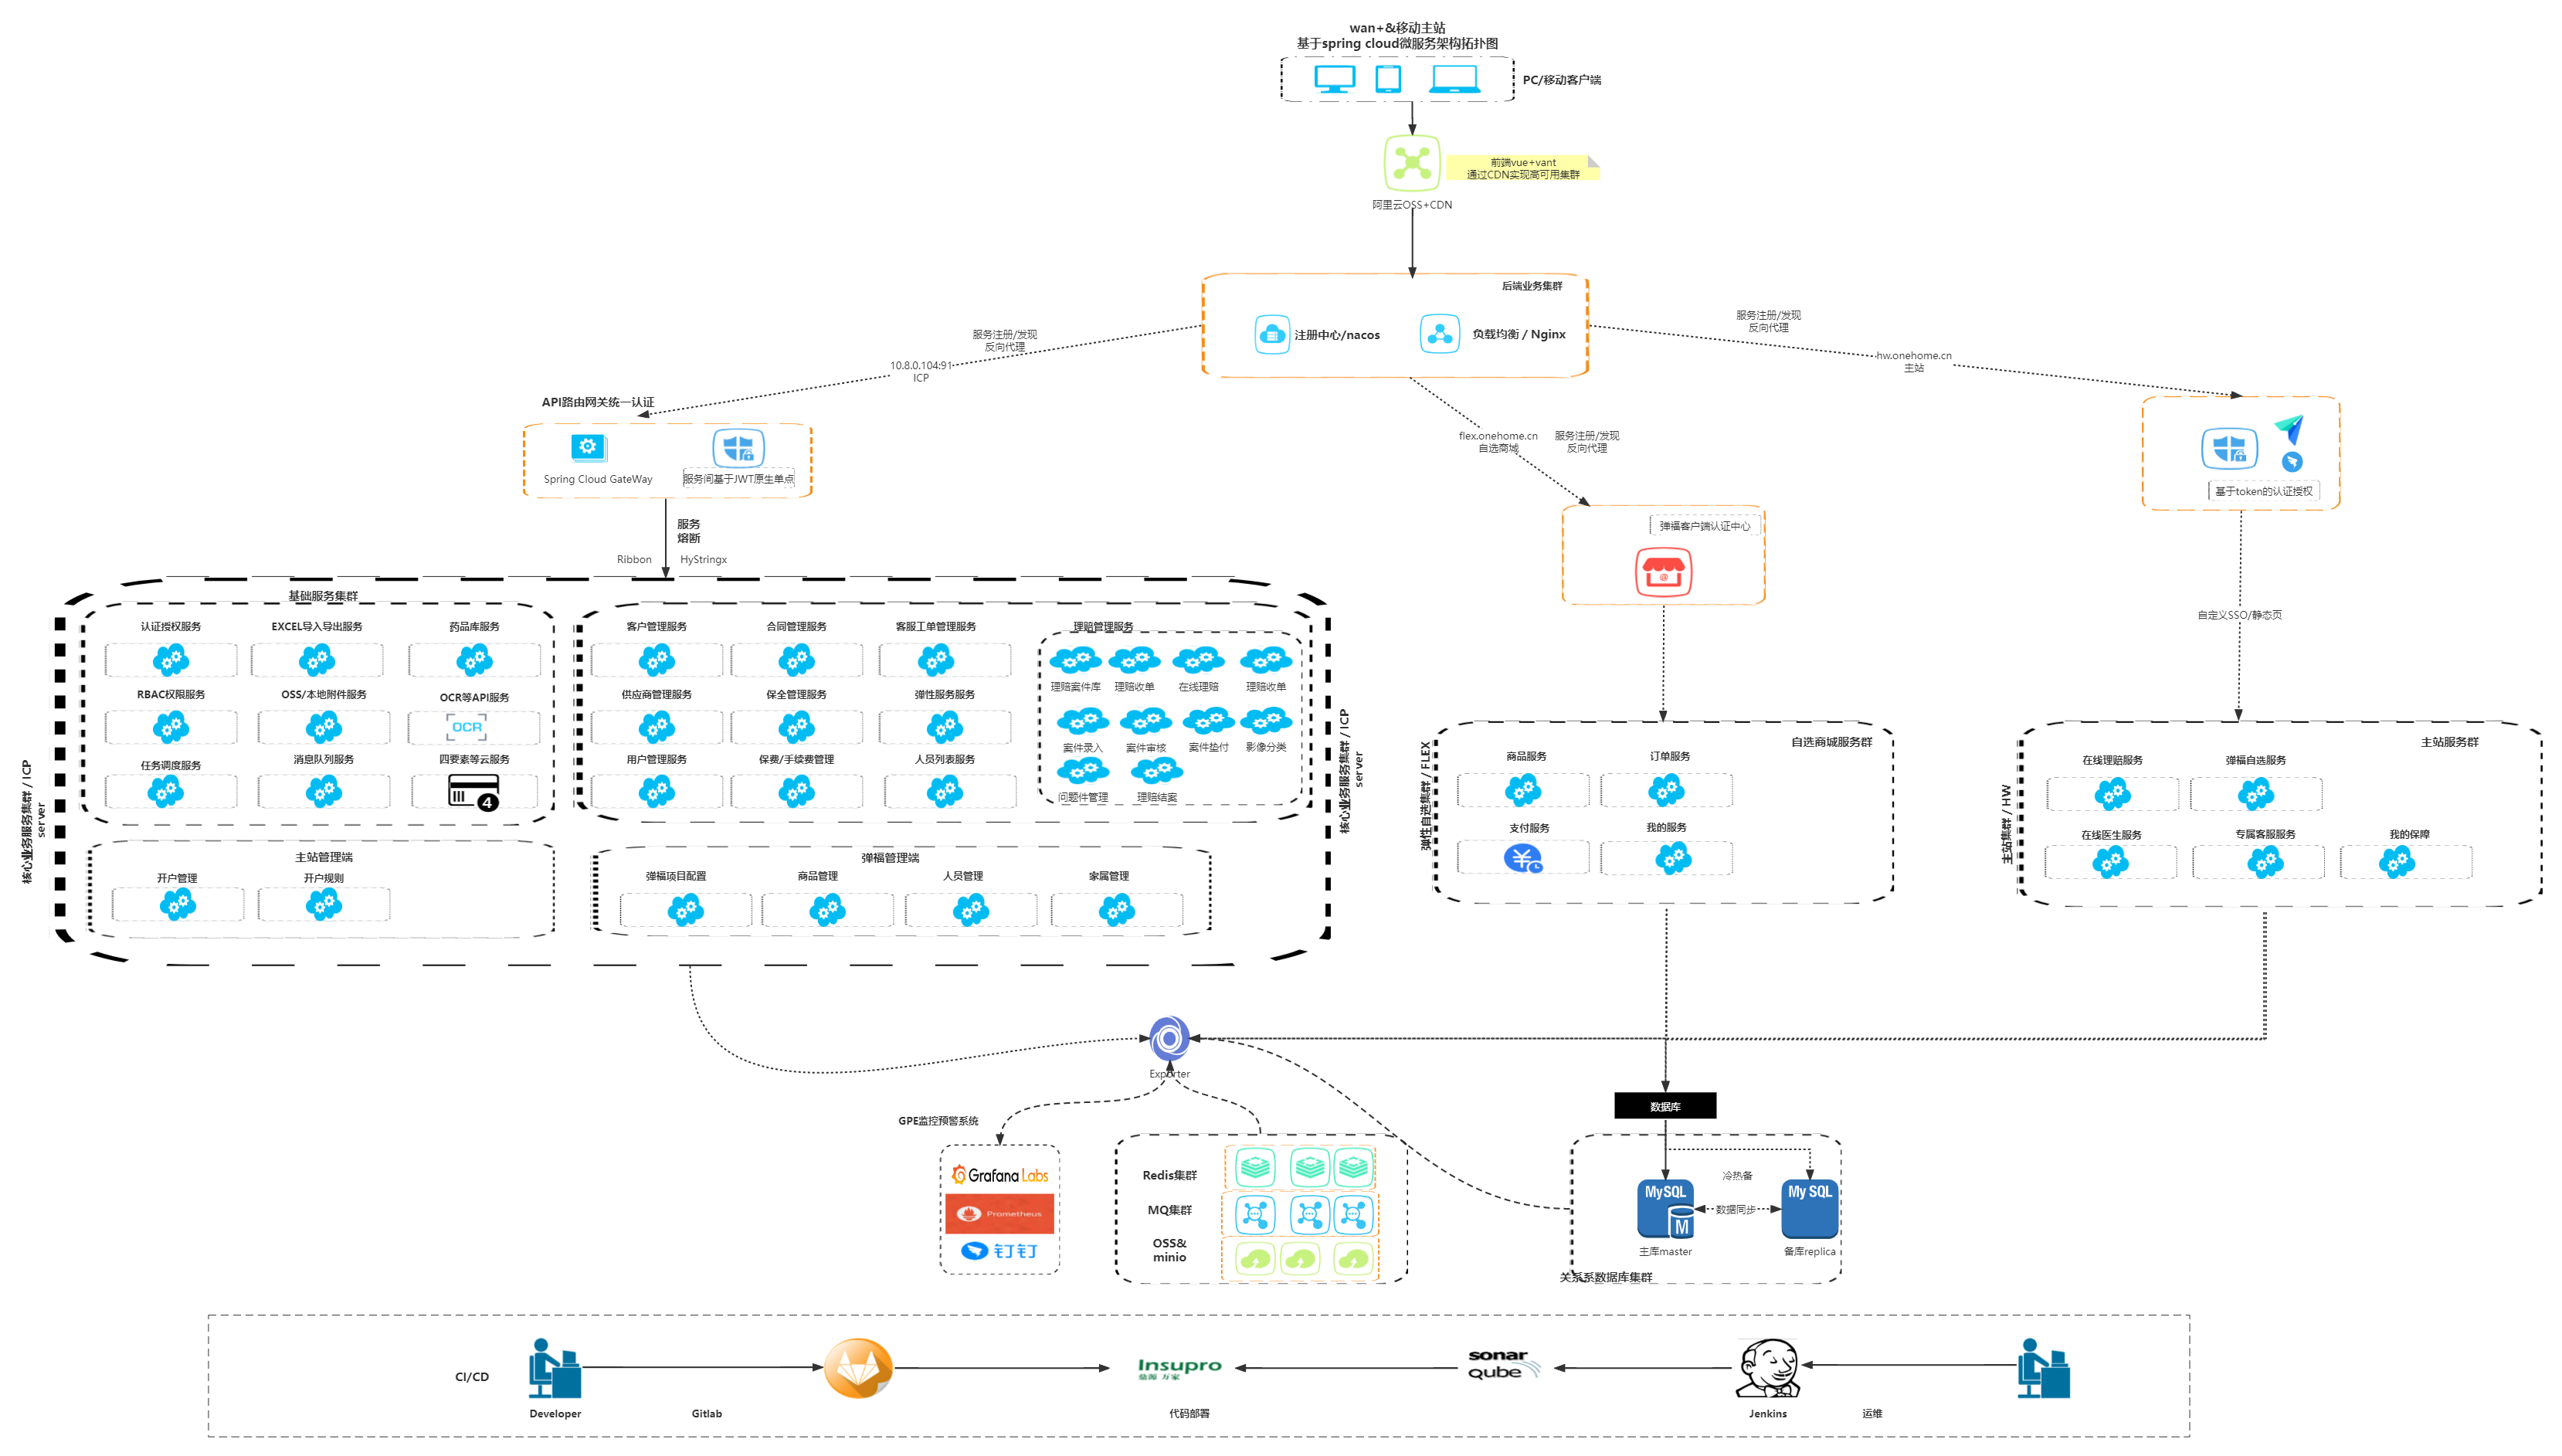 wan+&移动主站
基于spring cloud微服务架构拓扑图
PC/移动客户端
前端vue+vant
通过CDN实现高可用集群
阿里云OSS+CDN
后端业务集群
注册中心/nacos
负载均衡 / Nginx
服务注册/发现
反向代理
10.8.0.104:91
ICP
服务注册/发现
反向代理
hw.onehome.cn
主站
flex.onehome.cn
自选商城
服务注册/发现
反向代理
API路由网关统一认证
Spring Cloud GateWay
服务间基于JWT原生单点
服务
熔断
Ribbon
HyStringx
弹福客户端认证中心
基于token的认证授权
自定义SSO/静态页
核心业务服务集群 / ICP
server
基础服务集群
认证授权服务
EXCEL导入导出服务
药品库服务
RBAC权限服务
OSS/本地附件服务
OCR等API服务
OCR
任务调度服务
消息队列服务
四要素等云服务
4
客户管理服务
合同管理服务
客服工单管理服务
供应商管理服务
保全管理服务
弹性服务服务
用户管理服务
保费/手续费管理
人员列表服务
理赔管理服务
理赔案件库
理赔收单
在线理赔
理赔收单
案件录入
案件审核
案件垫付
影像分类
问题件管理
理赔结案
核心业务服务集群 / ICP
server
主站管理端
开户管理
开户规则
弹福管理端
弹福项目配置
商品管理
人员管理
家属管理
弹性自选集群 / FLEX
自选商城服务群
商品服务
订单服务
支付服务
我的服务
主站集群 / HW
主站服务群
在线理赔服务
弹福自选服务
在线医生服务
专属客服服务
我的保障
Exporter
GPE监控预警系统
Grafana Labs
Prometheus
钉钉
Redis集群
MQ集群
OSS&
minio
数据库
冷热备
MySQL
M
数据同步
My SQL
主库master
备库replica
关系系数据库集群
CI/CD
Developer
Gitlab
Insupro
代码部署
sonar
qube
Jenkins
运维